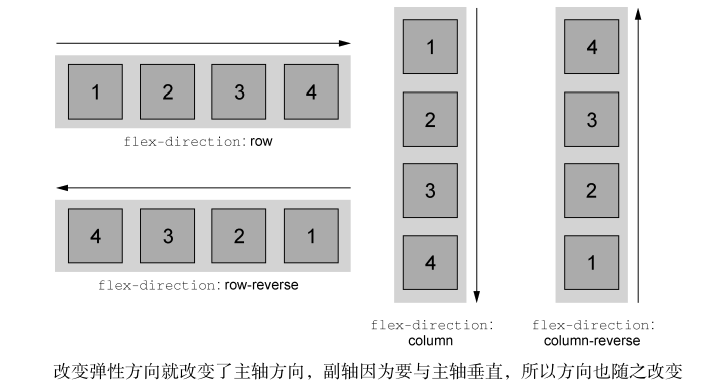 1 2 3 4
flex-direction: row
4 3 2 1
flex-direction: row-reverse
1
2
3
4
flex-direction:
column
4
3
2
1
flex-direction:
column-reverse
改变弹性方向就改变了主轴方向，副轴因为要与主轴垂直，所以方向也随之改变